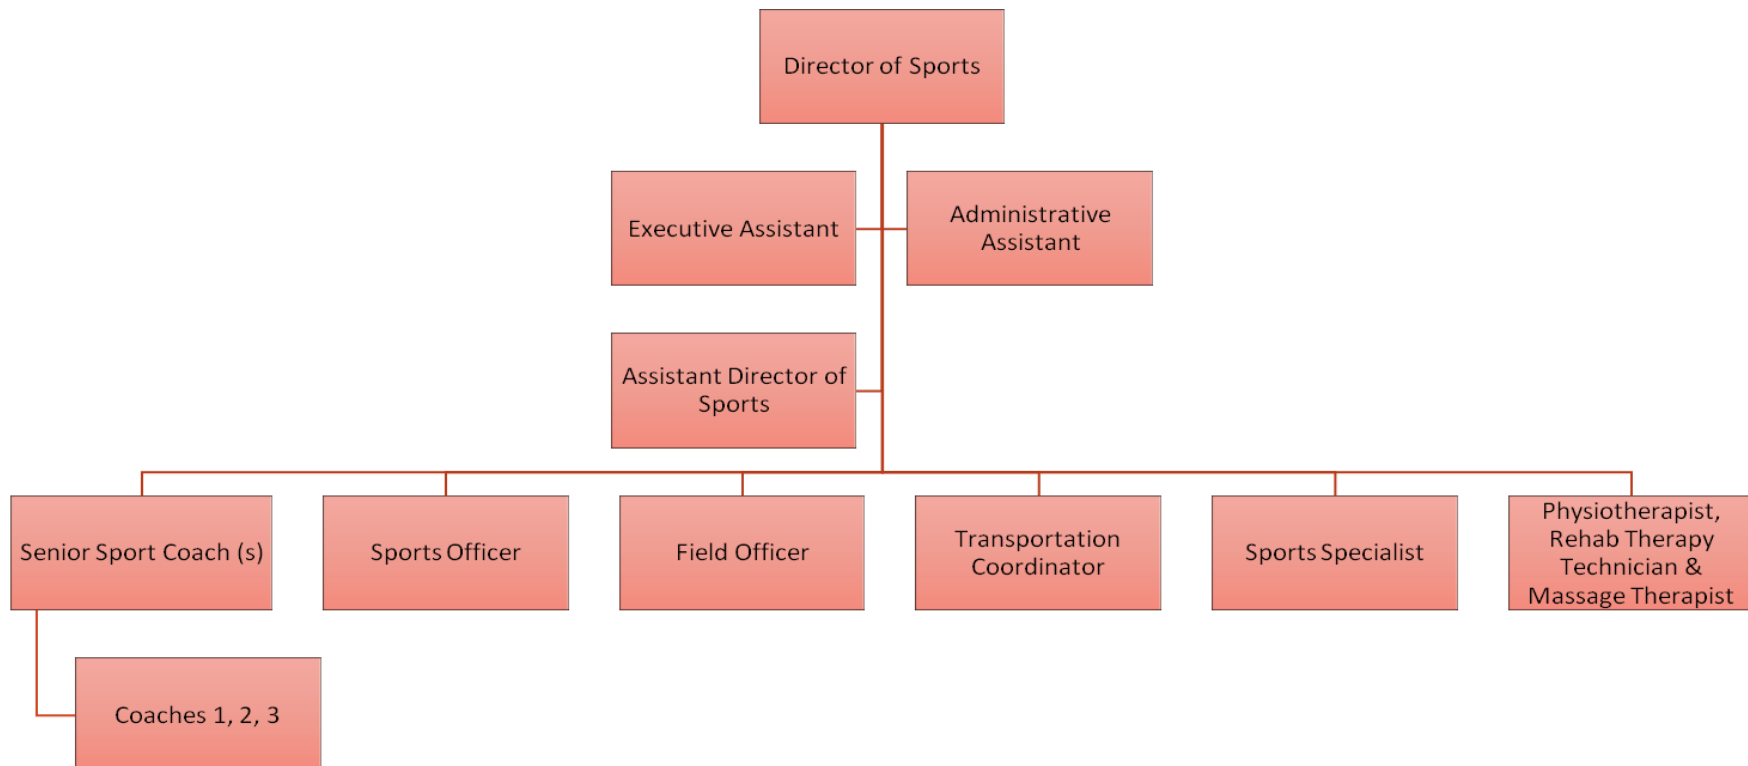 Director of Sports
Executive Assistant
Administrative
Assistant
Assistant Director of
Sports
Senior Sport Coach (s)
Sports Officer
Field Officer
Transportation
Coordinator
Sports Specialist
Physiotherapist,
Rehab Therapy
Technician &
Massage Therapist
Coaches 1, 2, 3